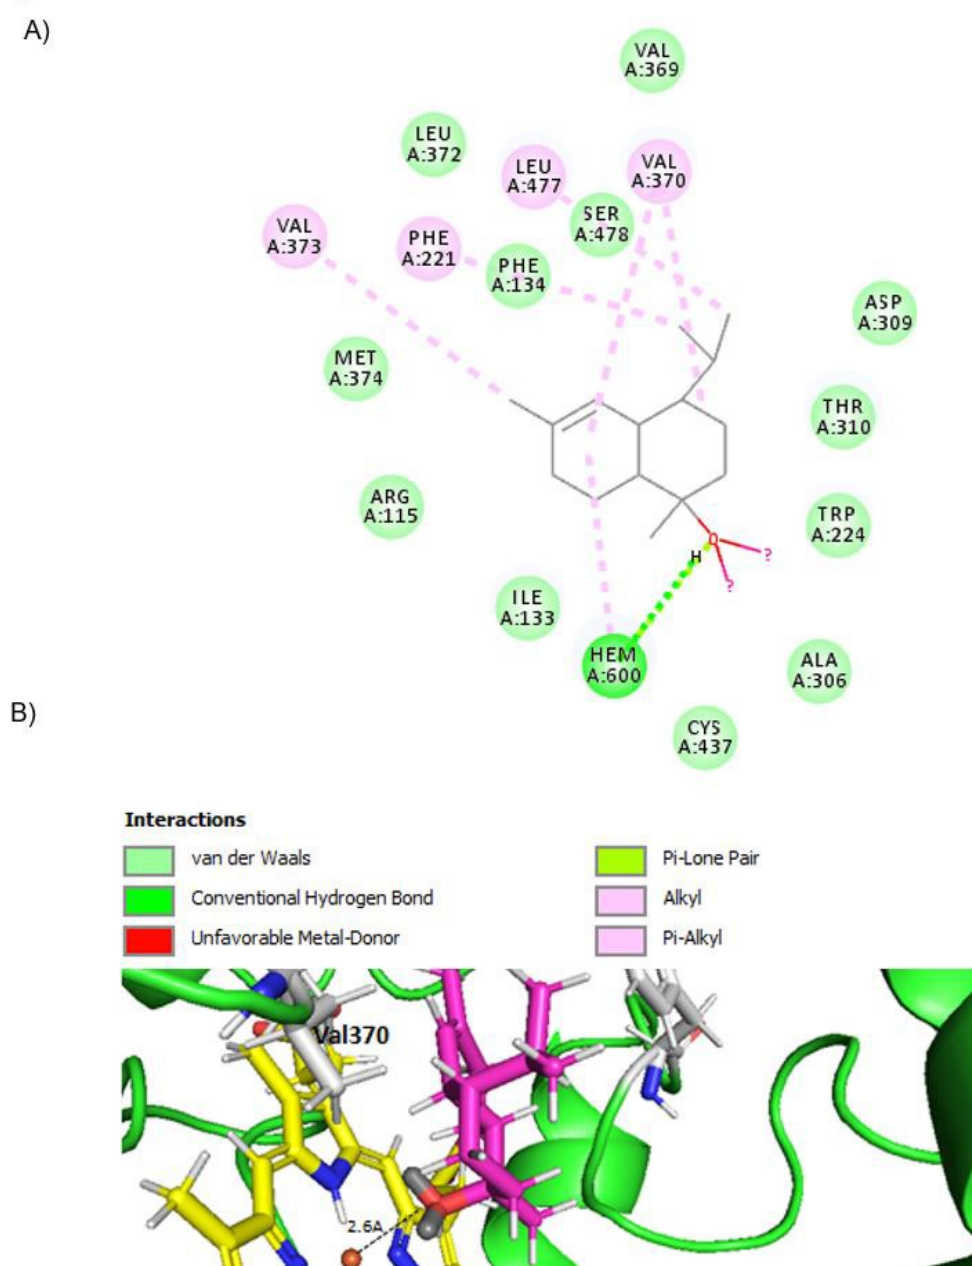 A)
VAL
A:369
LEU
A:372
LEU
A:477
VAL
A:370
VAL
A:373
PHE
A:221
SER
A:478
PHE
A:134
ASP
A:309
MET
A:374
THR
A:310
ARG
A:115
TRP
A:224
O
H
?
?
ILE
A:133
HEM
A:600
ALA
A:306
CYS
A:437
B)
Interactions
van der Waals
Conventional Hydrogen Bond
Unfavorable Metal-Donor
Pi-Lone Pair
Alkyl
Pi-Alkyl
Val370
2.6A